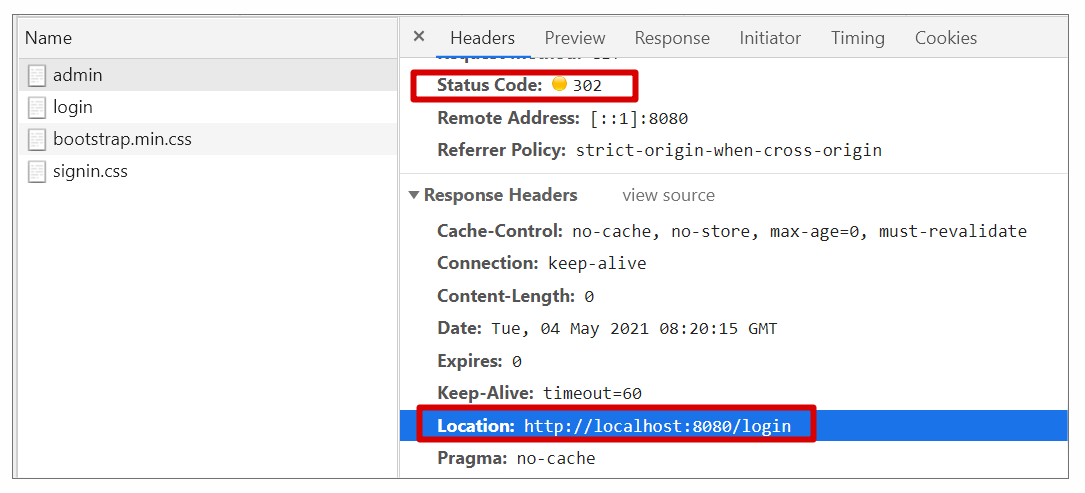 Name
admin
login
bootstrap.min.css
signin.css
× Headers Preview Response Initiator Timing Cookies
Status Code: 302
Remote Address: [::1]:8080
Referrer Policy: strict-origin-when-cross-origin
Response Headers view source
Cache-Control: no-cache, no-store, max-age=0, must-revalidate
Connection: keep-alive
Content-Length: 0
Date: Tue, 04 May 2021 08:20:15 GMT
Expires: 0
Keep-Alive: timeout=60
Location: http://localhost:8080/login
Pragma: no-cache